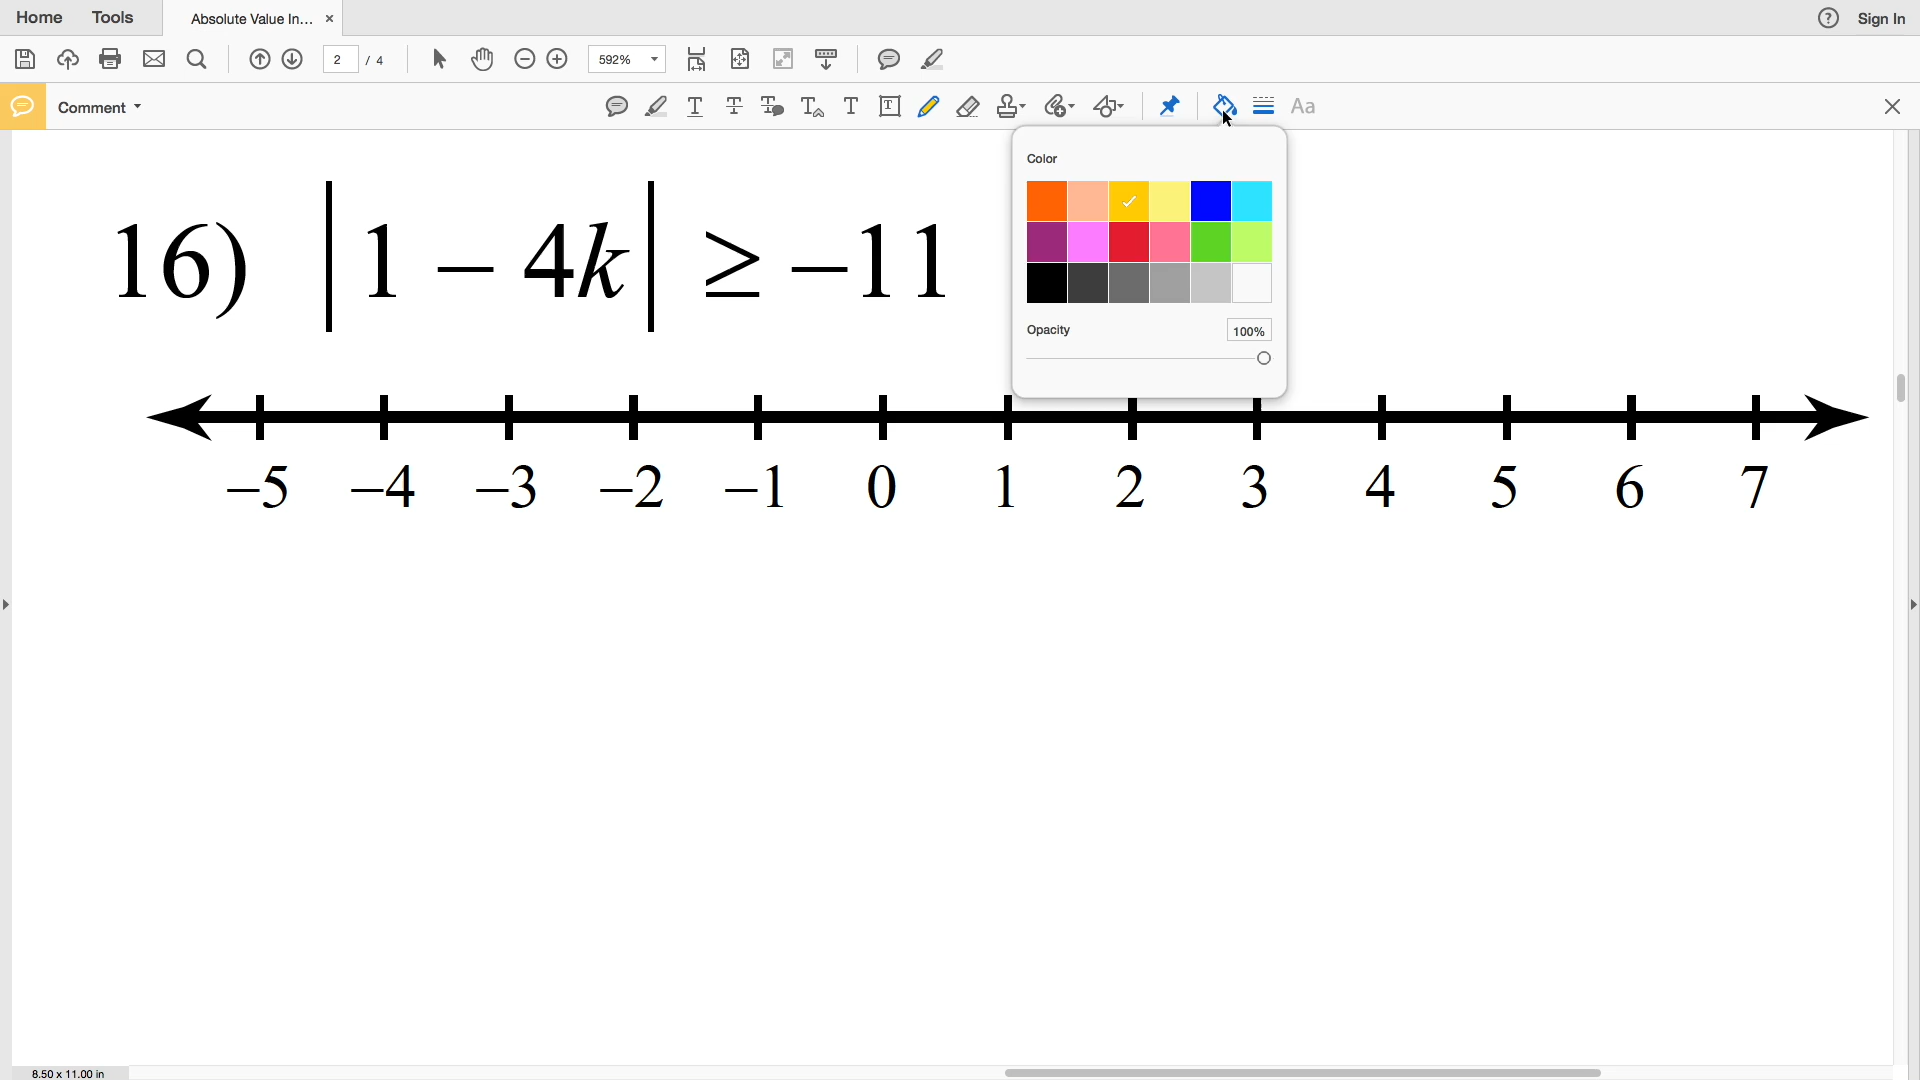 Home Tools Absolute Value In... × ? Sign In
2 / 4 592%
Comment Aa
Color
16) |1 − 4k| ≥ −11
Opacity 100%
−5 −4 −3 −2 −1 0 1 2 3 4 5 6 7
8.50 x 11.00 in